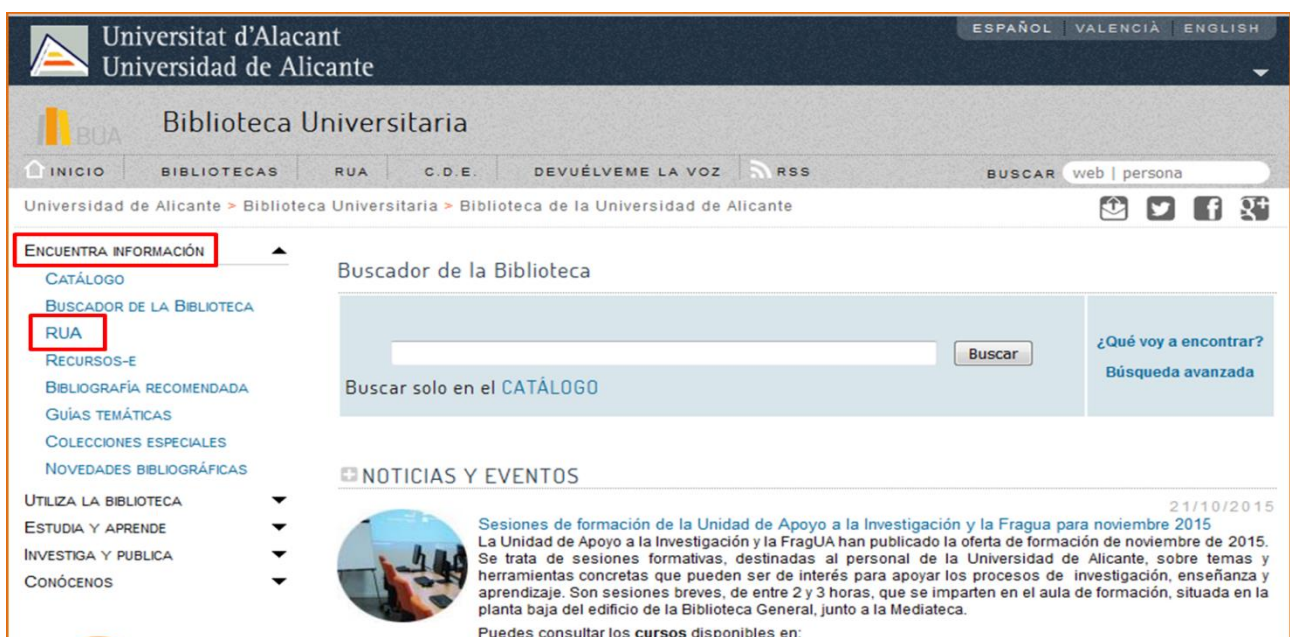 Universitat d'Alacant
Universidad de Alicante
ESPAÑOL VALENCIÀ ENGLISH
BUA
Biblioteca Universitaria
INICIO BIBLIOTECAS RUA C.D.E. DEVUÉLVEME LA VOZ RSS BUSCAR web | persona
Universidad de Alicante > Biblioteca Universitaria > Biblioteca de la Universidad de Alicante
ENCUENTRA INFORMACIÓN
CATÁLOGO
BUSCADOR DE LA BIBLIOTECA
RUA
RECURSOS-E
BIBLIOGRAFÍA RECOMENDADA
GUÍAS TEMÁTICAS
COLECCIONES ESPECIALES
NOVEDADES BIBLIOGRÁFICAS
UTILIZA LA BIBLIOTECA
ESTUDIA Y APRENDE
INVESTIGA Y PUBLICA
CONÓCENOS
Buscador de la Biblioteca
Buscar
Buscar solo en el CATÁLOGO
¿Qué voy a encontrar?
Búsqueda avanzada
NOTICIAS Y EVENTOS
21/10/2015
Sesiones de formación de la Unidad de Apoyo a la Investigación y la Fragua para noviembre 2015
La Unidad de Apoyo a la Investigación y la FragUA han publicado la oferta de formación de noviembre de 2015.
Se trata de sesiones formativas, destinadas al personal de la Universidad de Alicante, sobre temas y
herramientas concretas que pueden ser de interés para apoyar los procesos de investigación, enseñanza y
aprendizaje. Son sesiones breves, de entre 2 y 3 horas, que se imparten en el aula de formación, situada en la
planta baja del edificio de la Biblioteca General, junto a la Mediateca.
Puedes consultar los cursos disponibles en: